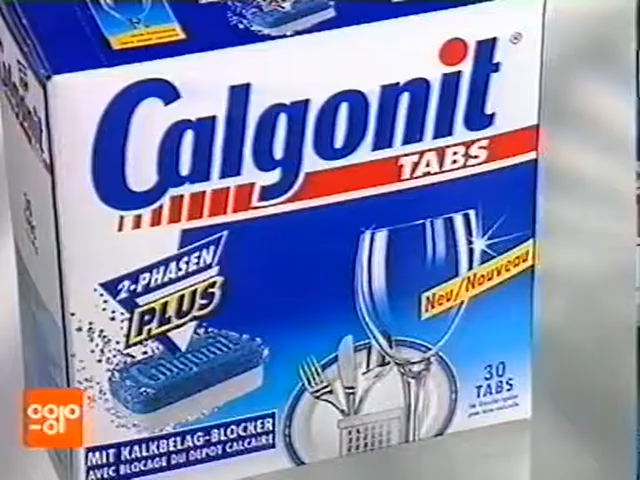 Calgonit®
TABS
2-PHASEN
PLUS
Neu/Nouveau
30
TABS
MIT KALKBELAG-BLOCKER
AVEC BLOCAGE DU DEPOT CALCAIRE